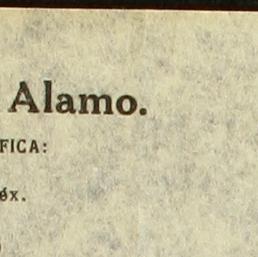 Alamo.
FICA:
éx.
)